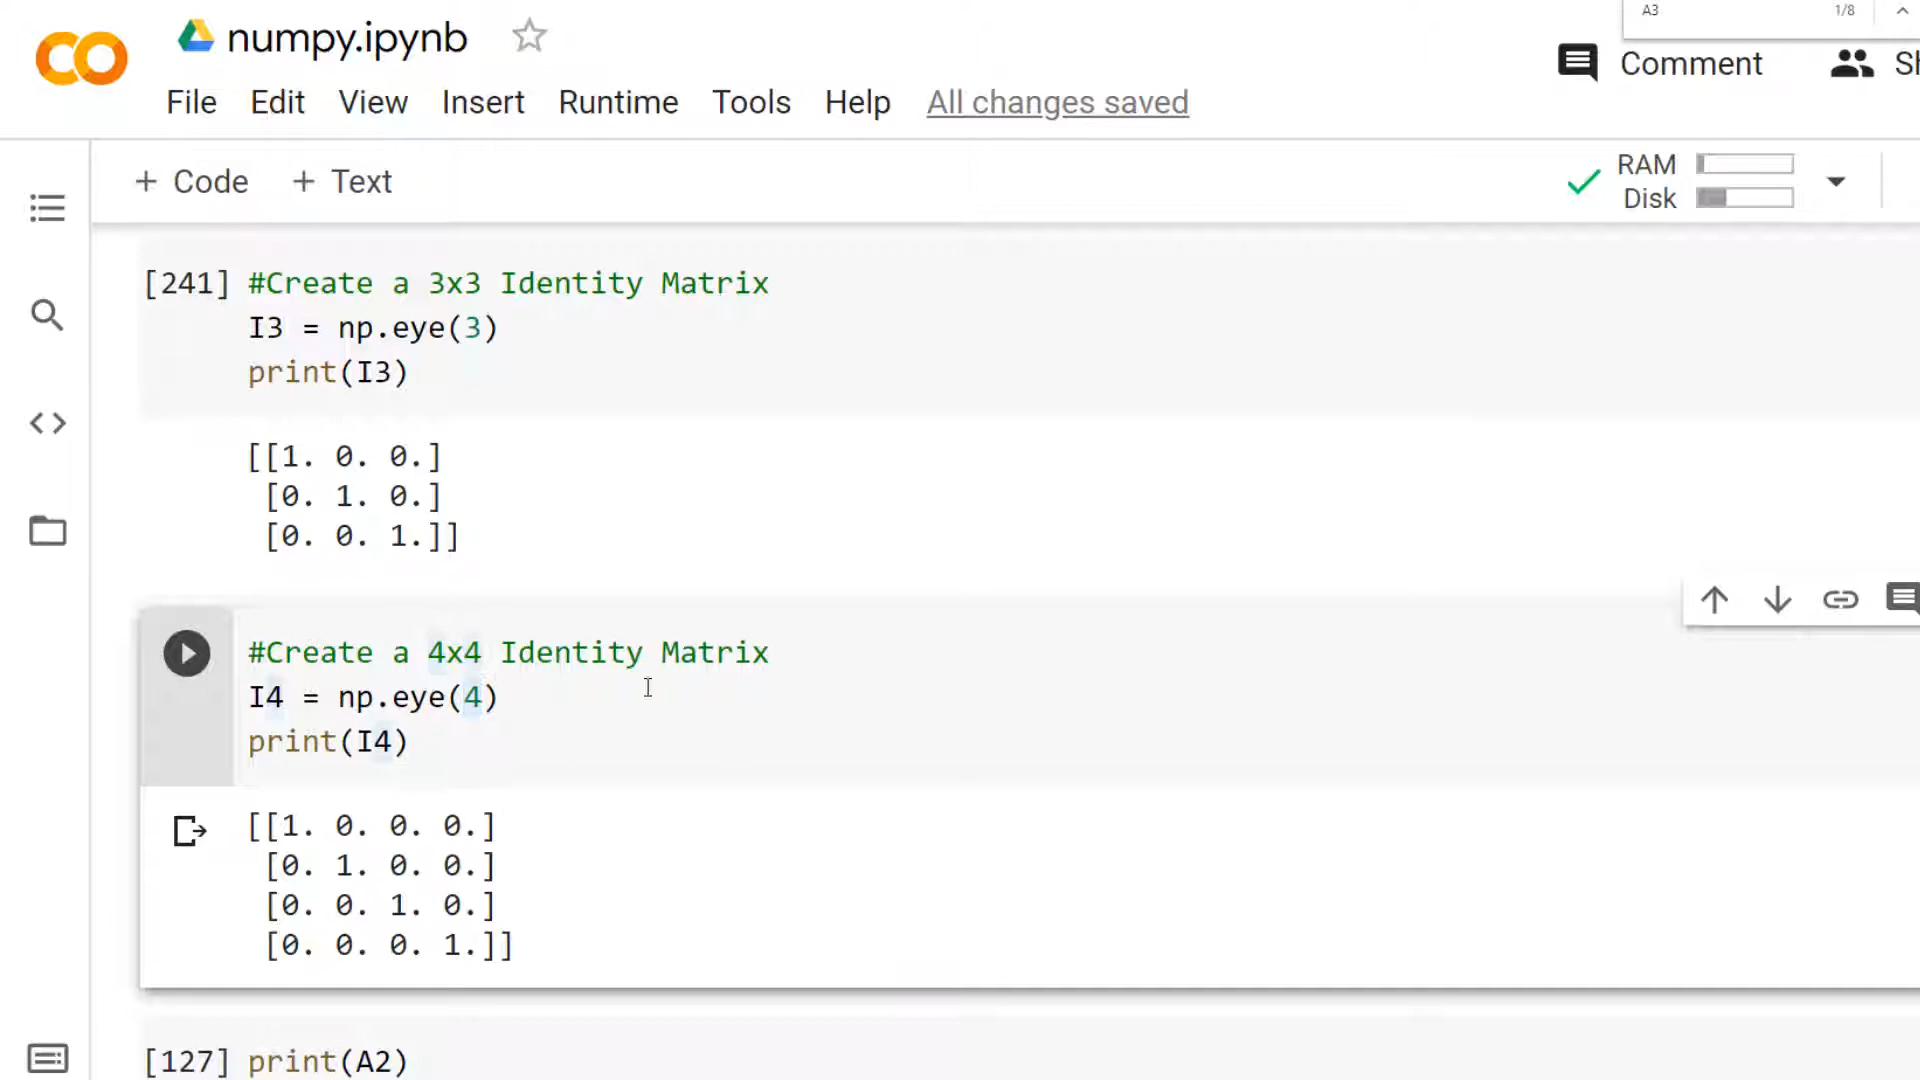 A3 1/8
numpy.ipynb
Comment
File Edit View Insert Runtime Tools Help All changes saved
+ Code + Text
RAM
Disk
[241] #Create a 3x3 Identity Matrix
I3 = np.eye(3)
print(I3)
[[1. 0. 0.]
[0. 1. 0.]
[0. 0. 1.]]
#Create a 4x4 Identity Matrix
I4 = np.eye(4)
print(I4)
[[1. 0. 0. 0.]
[0. 1. 0. 0.]
[0. 0. 1. 0.]
[0. 0. 0. 1.]]
[127] print(A2)